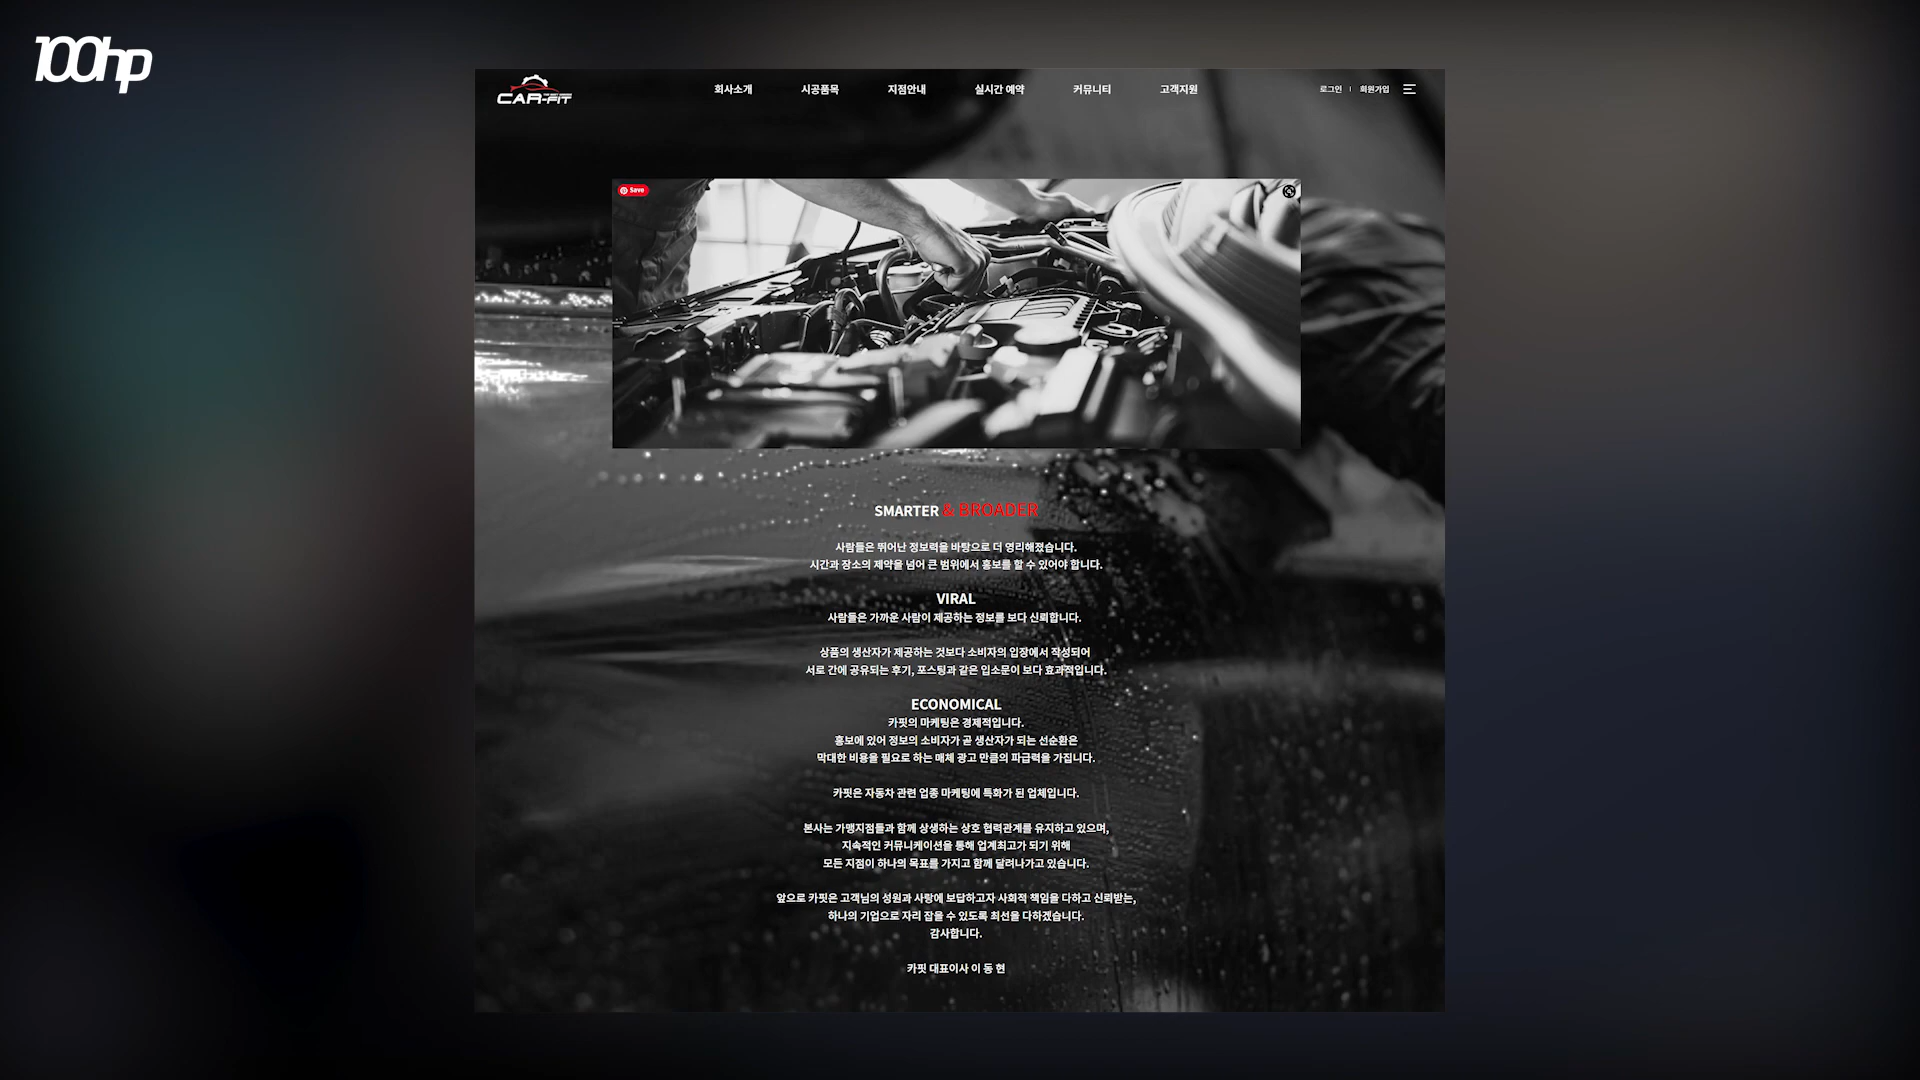 100hp
CAR-FIT
회사소개 시공품목 지점안내 실시간 예약 커뮤니티 고객지원 로그인 회원가입
Save
SMARTER & BROADER
사람들은 뛰어난 정보력을 바탕으로 더 영리해졌습니다.
시간과 장소의 제약을 넘어 큰 범위에서 홍보를 할 수 있어야 합니다.
VIRAL
사람들은 가까운 사람이 제공하는 정보를 보다 신뢰합니다.
상품의 생산자가 제공하는 것보다 소비자의 입장에서 작성되어
서로 간에 공유되는 후기, 포스팅과 같은 입소문이 보다 효과적입니다.
ECONOMICAL
카핏의 마케팅은 경제적입니다.
홍보에 있어 정보의 소비자가 곧 생산자가 되는 선순환은
막대한 비용을 필요로 하는 매체 광고 만큼의 파급력을 가집니다.
카핏은 자동차 관련 업종 마케팅에 특화가 된 업체입니다.
본사는 가맹지점들과 함께 상생하는 상호 협력관계를 유지하고 있으며,
지속적인 커뮤니케이션을 통해 업계최고가 되기 위해
모든 지점이 하나의 목표를 가지고 함께 달려나가고 있습니다.
앞으로 카핏은 고객님의 성원과 사랑에 보답하고자 사회적 책임을 다하고 신뢰받는,
하나의 기업으로 자리 잡을 수 있도록 최선을 다하겠습니다.
감사합니다.
카핏 대표이사 이 동 현